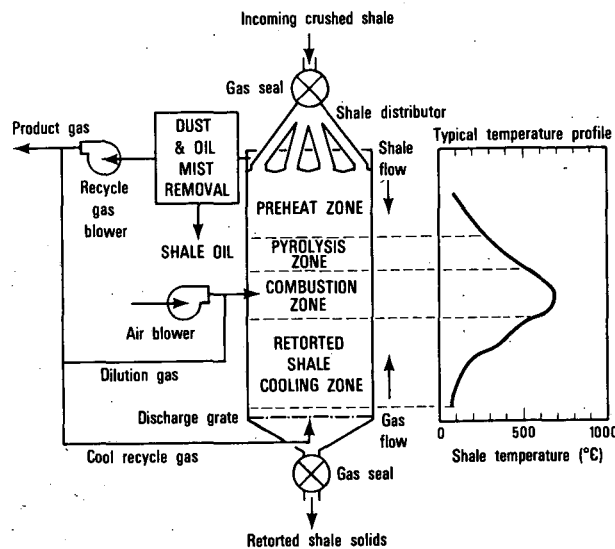 Incoming crushed shale
Gas seal
Shale distributor
Product gas
DUST
& OIL
MIST
REMOVAL
Recycle
gas
blower
SHALE OIL
Shale
flow
PREHEAT ZONE
PYROLYSIS
ZONE
COMBUSTION
ZONE
Air blower
Dilution gas
RETORTED
SHALE
COOLING ZONE
Discharge grate
Gas
flow
Cool recycle gas
Gas seal
Retorted shale solids
Typical temperature profile
0 500 1000
Shale temperature (°C)